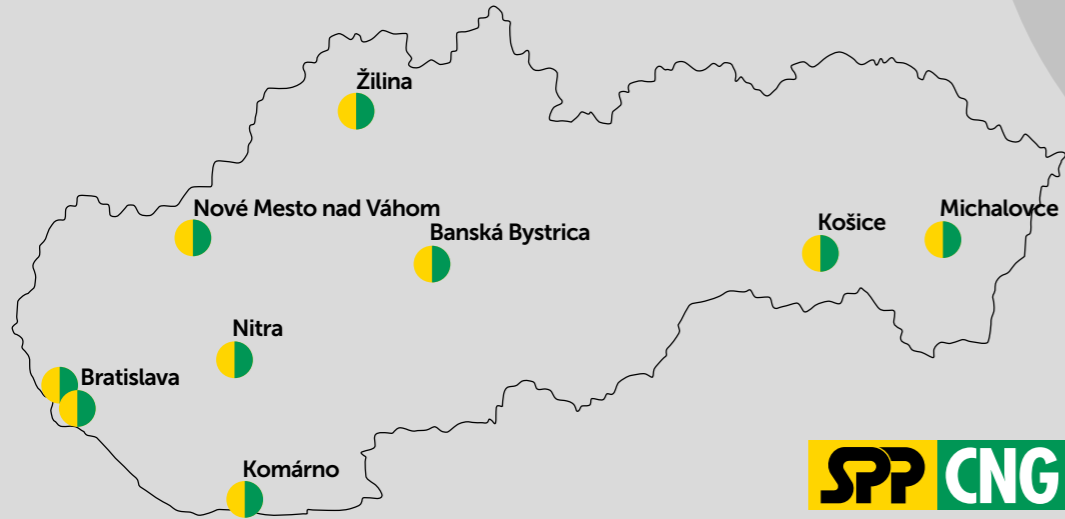 Žilina
Nové Mesto nad Váhom
Banská Bystrica
Košice
Michalovce
Nitra
Bratislava
Komárno
SPP CNG